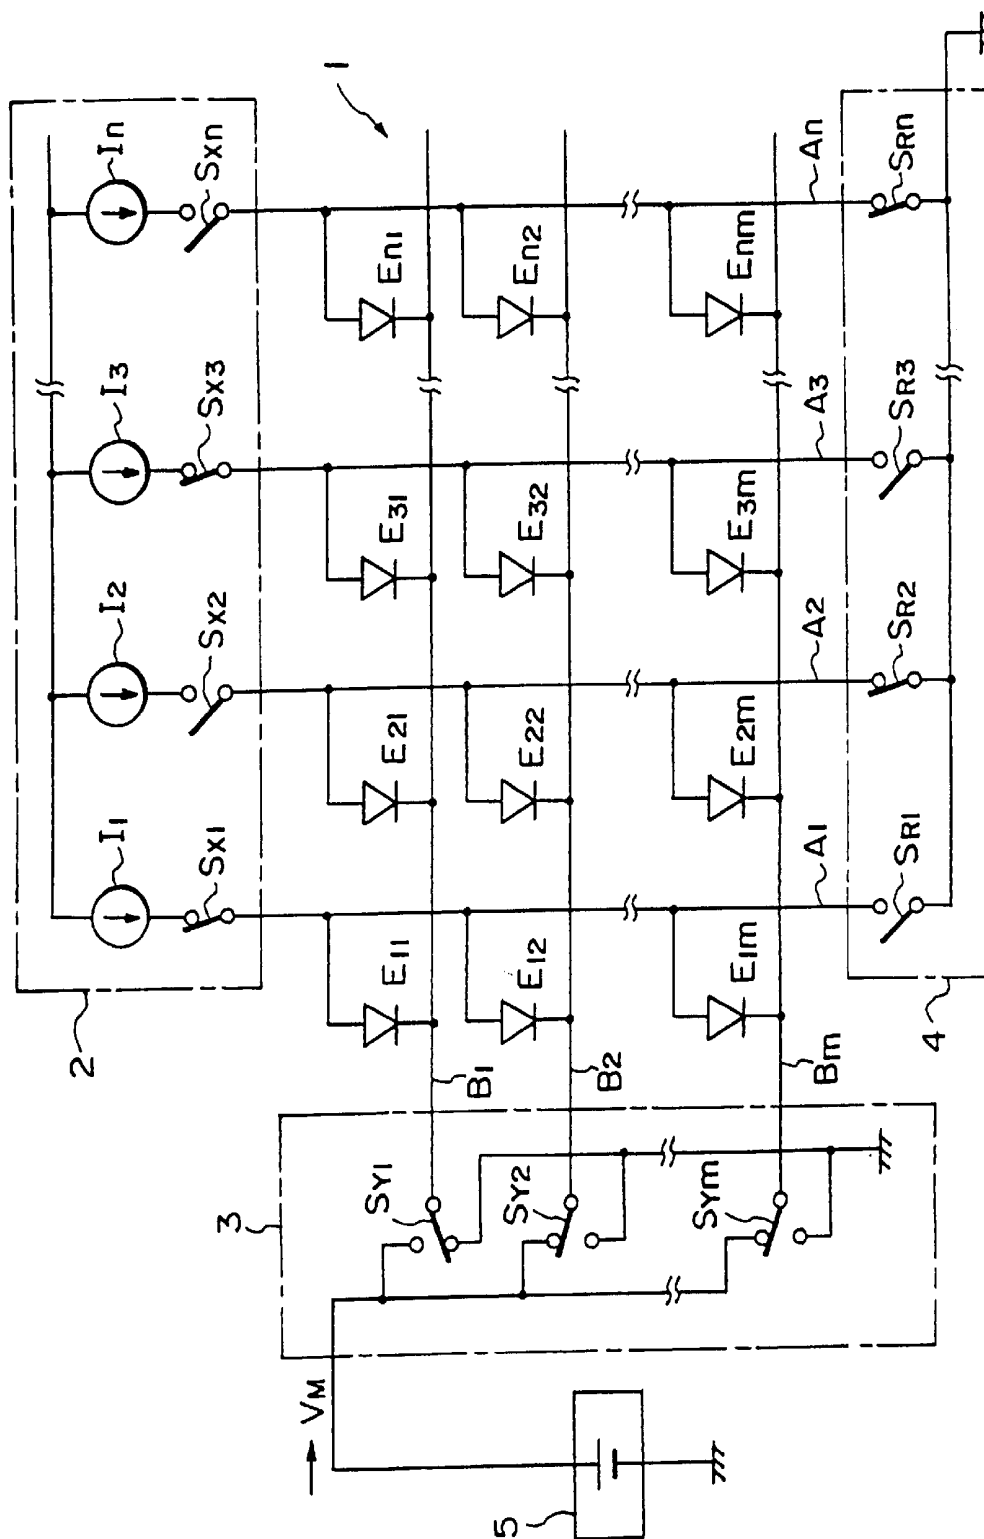 1
2
I1
I2
I3
In
Sx1
Sx2
Sx3
Sxn
E11
E21
E31
En1
E12
E22
E32
En2
E1m
E2m
E3m
Enm
A1
A2
A3
An
B1
B2
Bm
SR1
SR2
SR3
SRn
4
3
SY1
SY2
SYm
VM
5